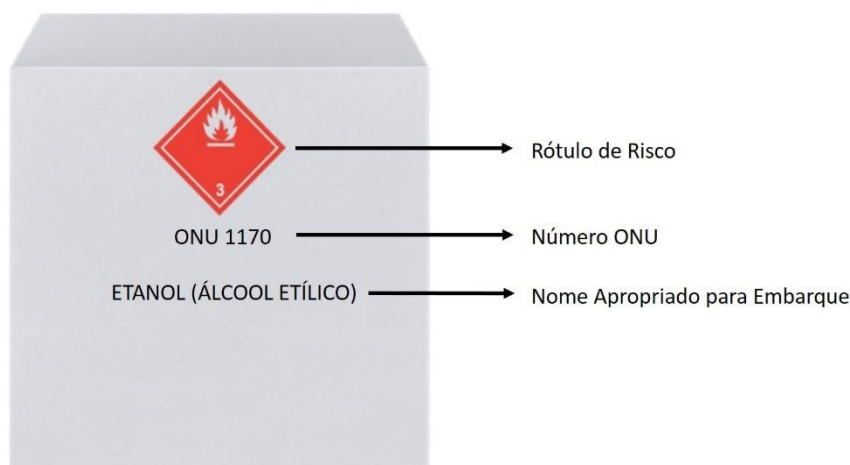 3
Rótulo de Risco
ONU 1170
Número ONU
ETANOL (ÁLCOOL ETÍLICO)
Nome Apropriado para Embarque